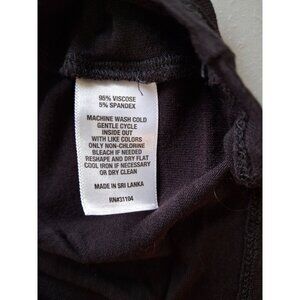 95% VISCOSE
5% SPANDEX
MACHINE WASH COLD
GENTLE CYCLE
INSIDE OUT
WITH LIKE COLORS
ONLY NON-CHLORINE
BLEACH IF NEEDED
RESHAPE AND DRY FLAT
COOL IRON IF NECESSARY
OR DRY CLEAN
MADE IN SRI LANKA
RN#31104